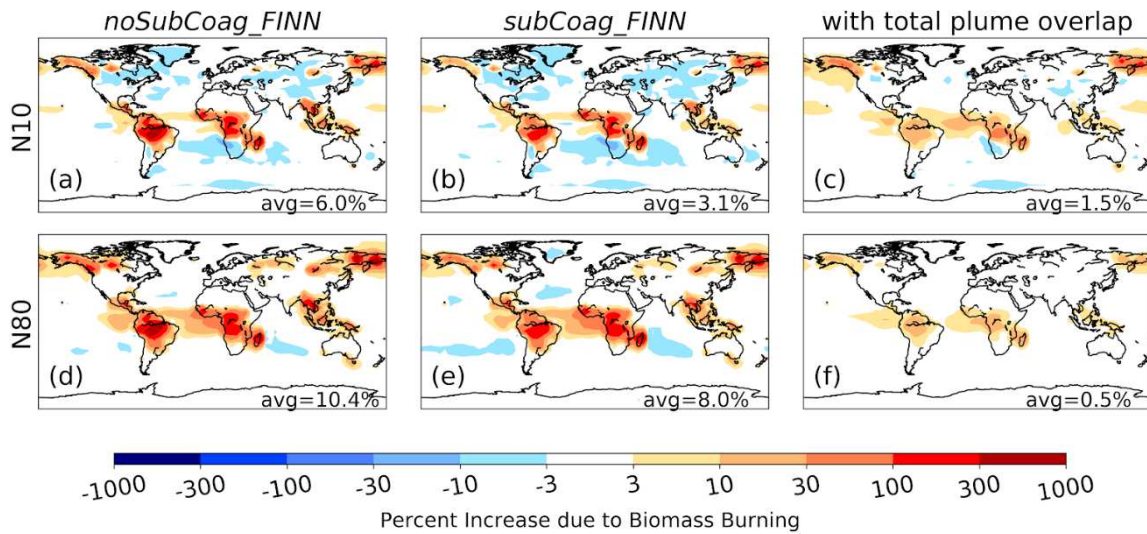 noSubCoag_FINN
subCoag_FINN
with total plume overlap
N10
(a)
avg=6.0%
(b)
avg=3.1%
(c)
avg=1.5%
N80
(d)
avg=10.4%
(e)
avg=8.0%
(f)
avg=0.5%
-1000 -300 -100 -30 -10 -3 3 10 30 100 300 1000
Percent Increase due to Biomass Burning